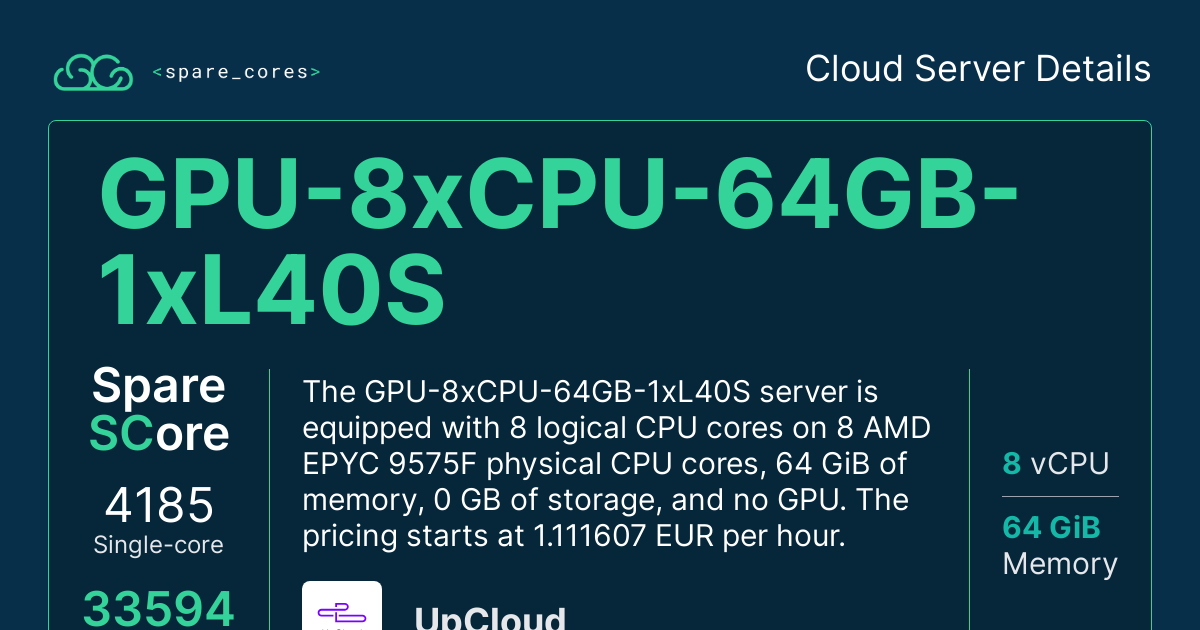 <spare_cores>
Cloud Server Details
GPU-8xCPU-64GB-
1xL40S
Spare
SCore
4185
Single-core
33594
The GPU-8xCPU-64GB-1xL40S server is
equipped with 8 logical CPU cores on 8 AMD
EPYC 9575F physical CPU cores, 64 GiB of
memory, 0 GB of storage, and no GPU. The
pricing starts at 1.111607 EUR per hour.
UpCloud
8 vCPU
64 GiB
Memory